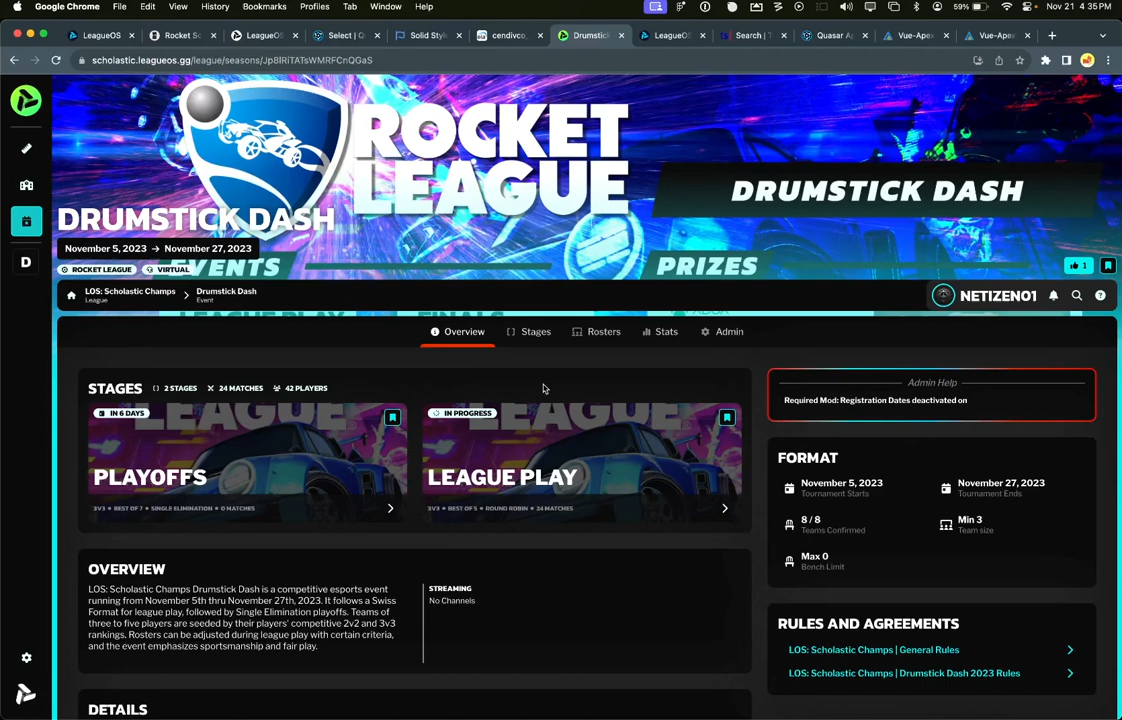 Google Chrome File Edit View History Bookmarks Profiles Tab Window Help 59% Nov 21 4:35 PM
LeagueOS Rocket Sc LeagueOS Select | Q Solid Style cendivco_ Drumstick LeagueOS Search | T Quasar Ap Vue-Apex Vue-Apex
scholastic.leagueos.gg/league/seasons/Jp8IRiTATsWMRFCnQGaS
ROCKET
LEAGUE
DRUMSTICK DASH
DRUMSTICK DASH
November 5, 2023 → November 27, 2023
EVENTS
PRIZES
ROCKET LEAGUE VIRTUAL
1
LOS: Scholastic Champs
League
Drumstick Dash
Event
NETIZEN01
Overview Stages Rosters Stats Admin
STAGES 2 STAGES 24 MATCHES 42 PLAYERS
IN 6 DAYS
PLAYOFFS
3V3 • BEST OF 7 • SINGLE ELIMINATION • 0 MATCHES
IN PROGRESS
LEAGUE PLAY
3V3 • BEST OF 5 • ROUND ROBIN • 24 MATCHES
Admin Help
Required Mod: Registration Dates deactivated on
FORMAT
November 5, 2023
Tournament Starts
November 27, 2023
Tournament Ends
8 / 8
Teams Confirmed
Min 3
Team size
Max 0
Bench Limit
OVERVIEW
LOS: Scholastic Champs Drumstick Dash is a competitive esports event
running from November 5th thru November 27th, 2023. It follows a Swiss
Format for league play, followed by Single Elimination playoffs. Teams of
three to five players are seeded by their players' competitive 2v2 and 3v3
rankings. Rosters can be adjusted during league play with certain criteria,
and the event emphasizes sportsmanship and fair play.
STREAMING
No Channels
RULES AND AGREEMENTS
LOS: Scholastic Champs | General Rules
LOS: Scholastic Champs | Drumstick Dash 2023 Rules
DETAILS
D